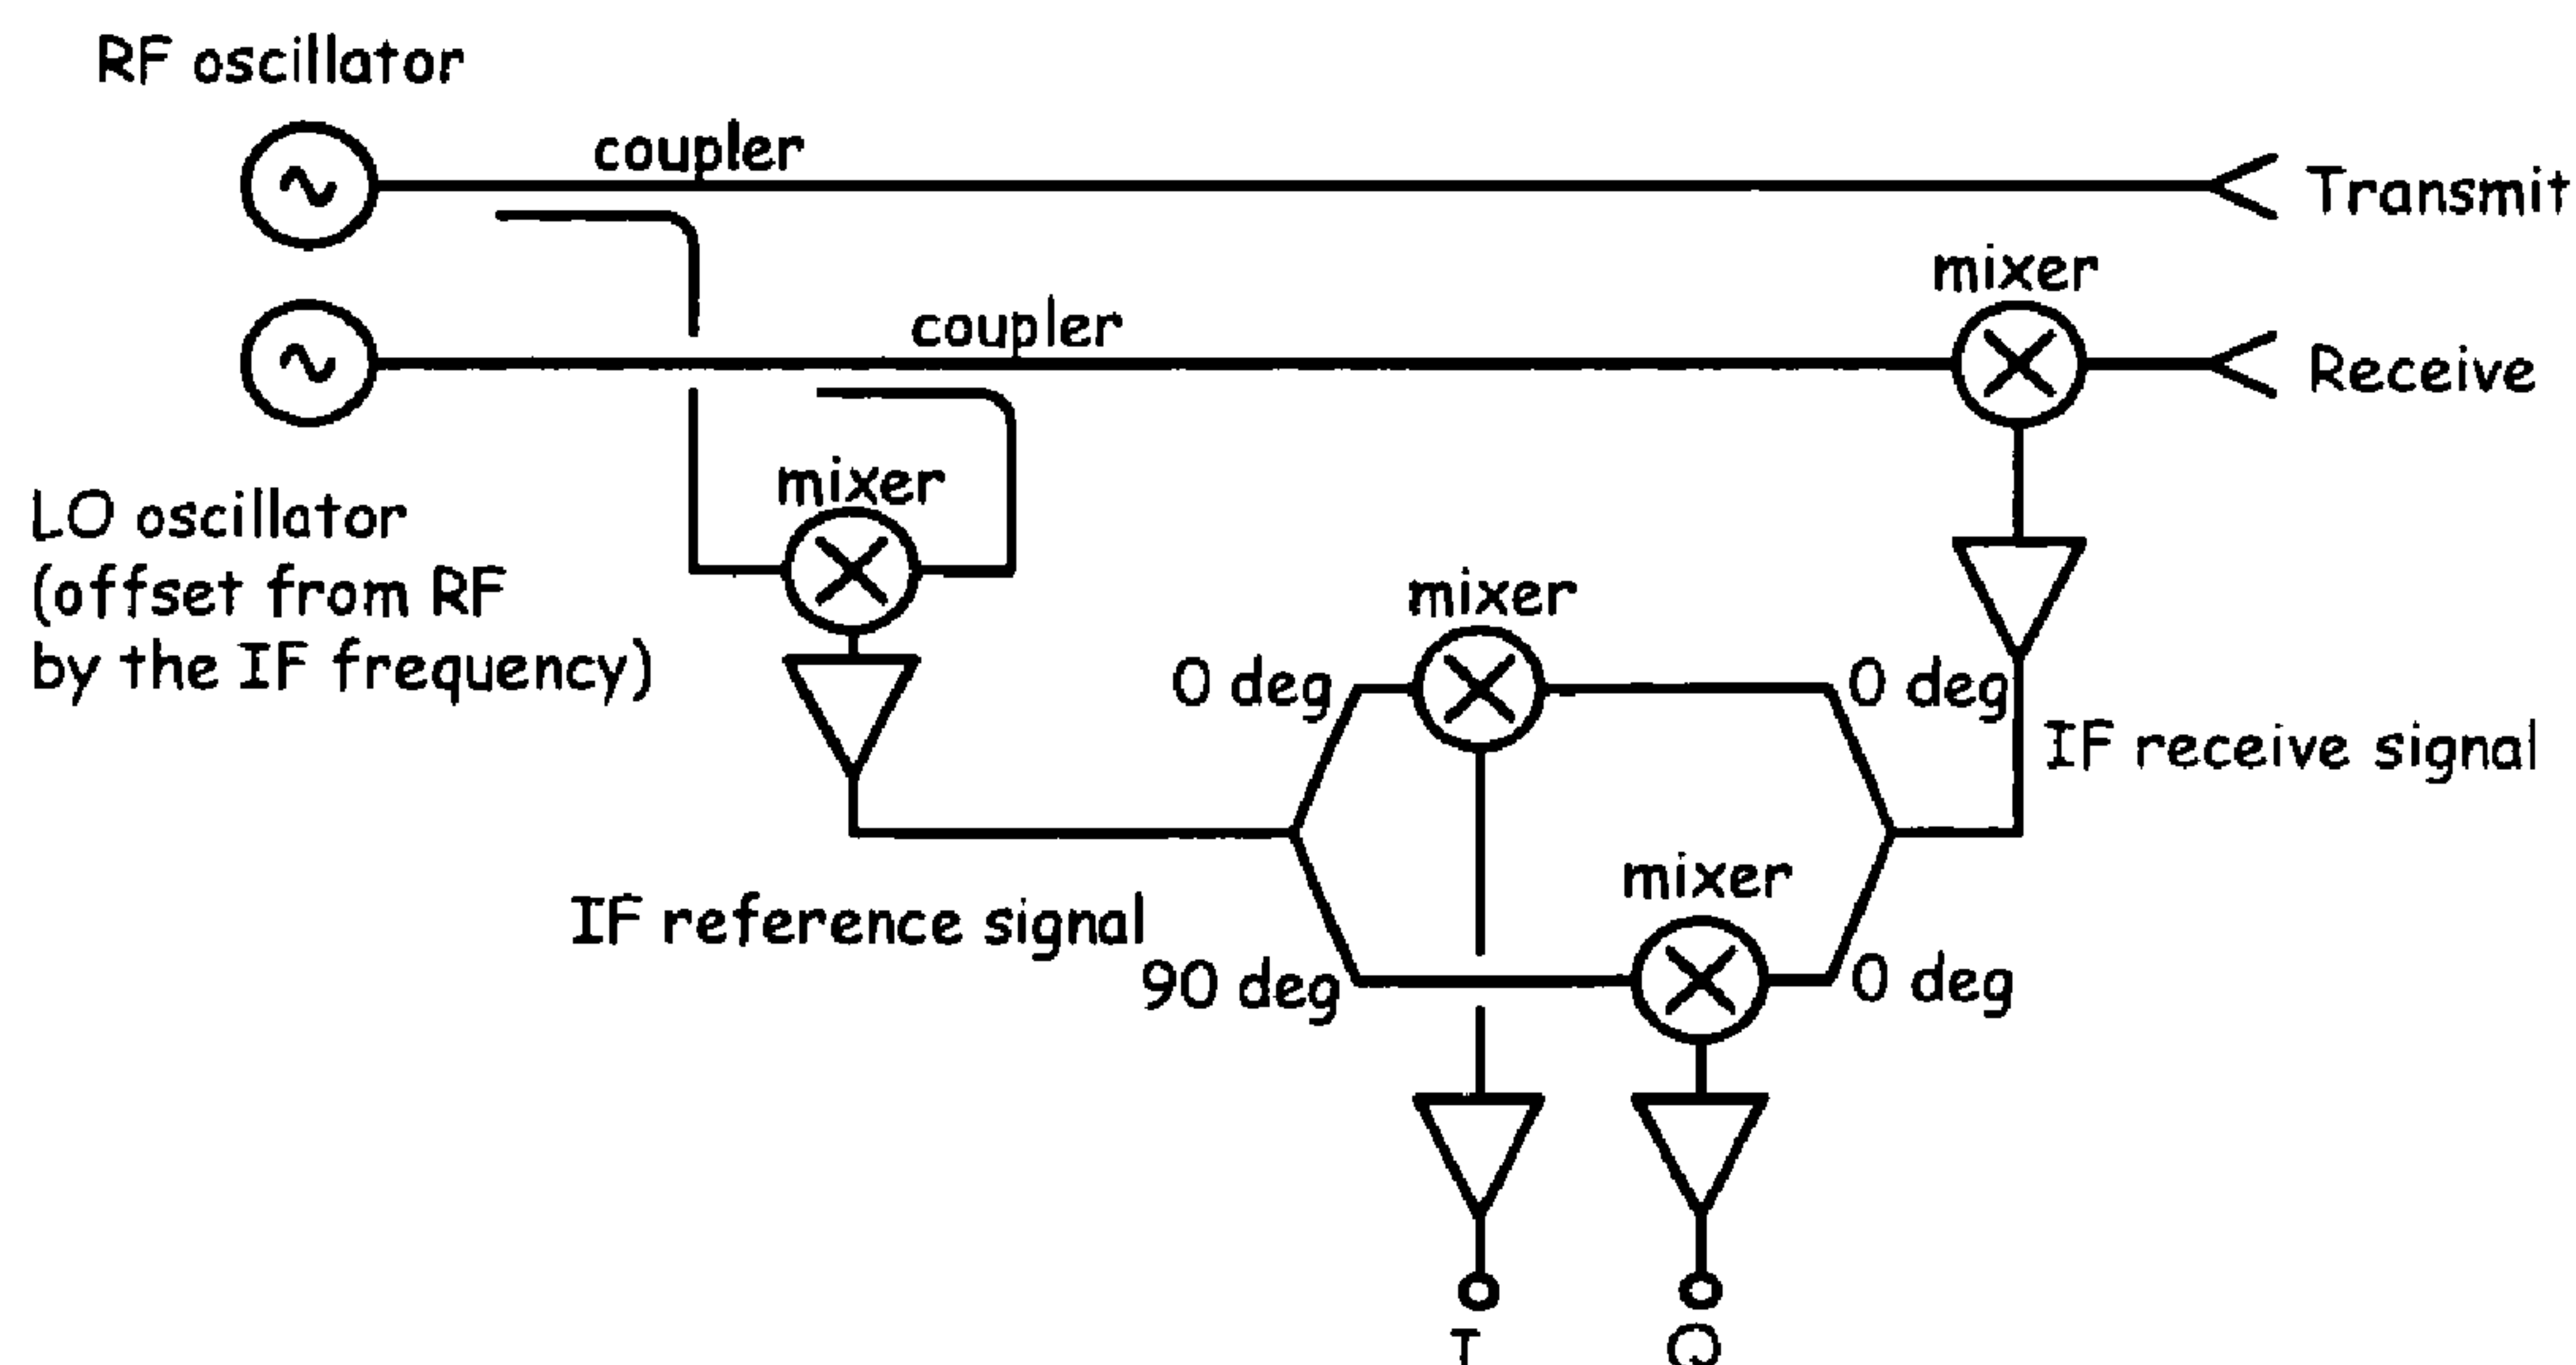 RF oscillator
coupler
Transmit
mixer
coupler
Receive
mixer
LO oscillator
(offset from RF
by the IF frequency)
mixer
0 deg
0 deg
IF receive signal
mixer
IF reference signal
90 deg
0 deg
I
Q